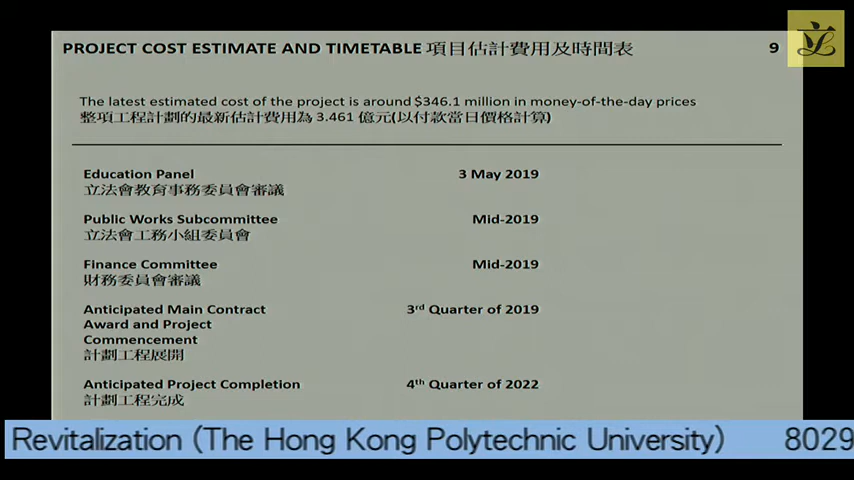 PROJECT COST ESTIMATE AND TIMETABLE 項目估計費用及時間表 9
The latest estimated cost of the project is around $346.1 million in money-of-the-day prices
整項工程計劃的最新估計費用為 3.461 億元(以付款當日價格計算)
Education Panel 3 May 2019
立法會教育事務委員會審議
Public Works Subcommittee Mid-2019
立法會工務小組委員會
Finance Committee Mid-2019
財務委員會審議
Anticipated Main Contract 3rd Quarter of 2019
Award and Project
Commencement
計劃工程展開
Anticipated Project Completion 4th Quarter of 2022
計劃工程完成
Revitalization (The Hong Kong Polytechnic University) 8029